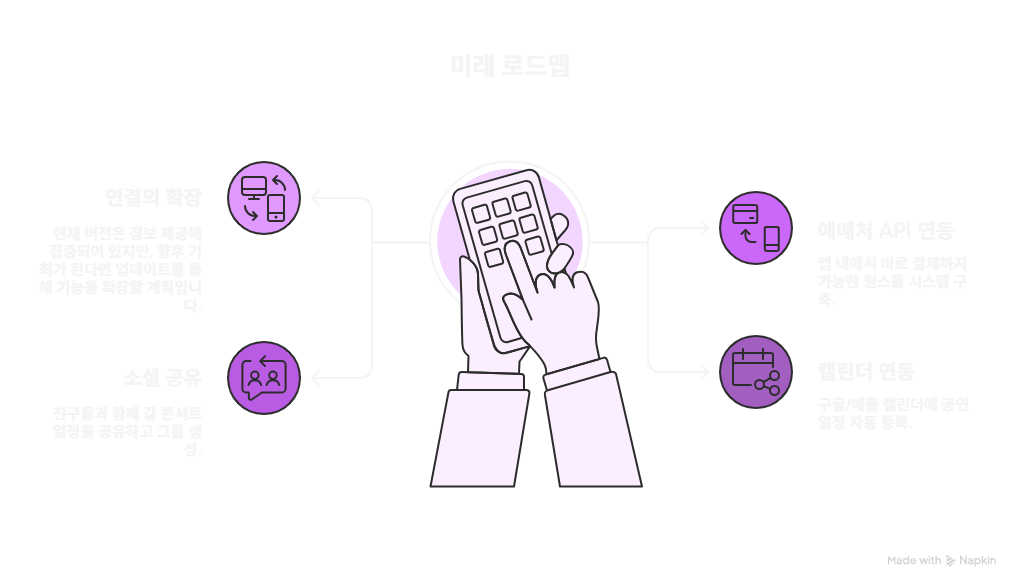 미래 로드맵
연결의 확장
현재 버전은 정보 제공에
집중되어 있지만, 향후 기
회가 된다면 업데이트를 통
해 기능을 확장할 계획입니
다.
소셜 공유
친구들과 함께 갈 콘서트
일정을 공유하고 그룹 생
성.
예매처 API 연동
앱 내에서 바로 결제까지
가능한 원스톱 시스템 구
축.
캘린더 연동
구글/애플 캘린더에 공연
일정 자동 등록.
Made with Napkin